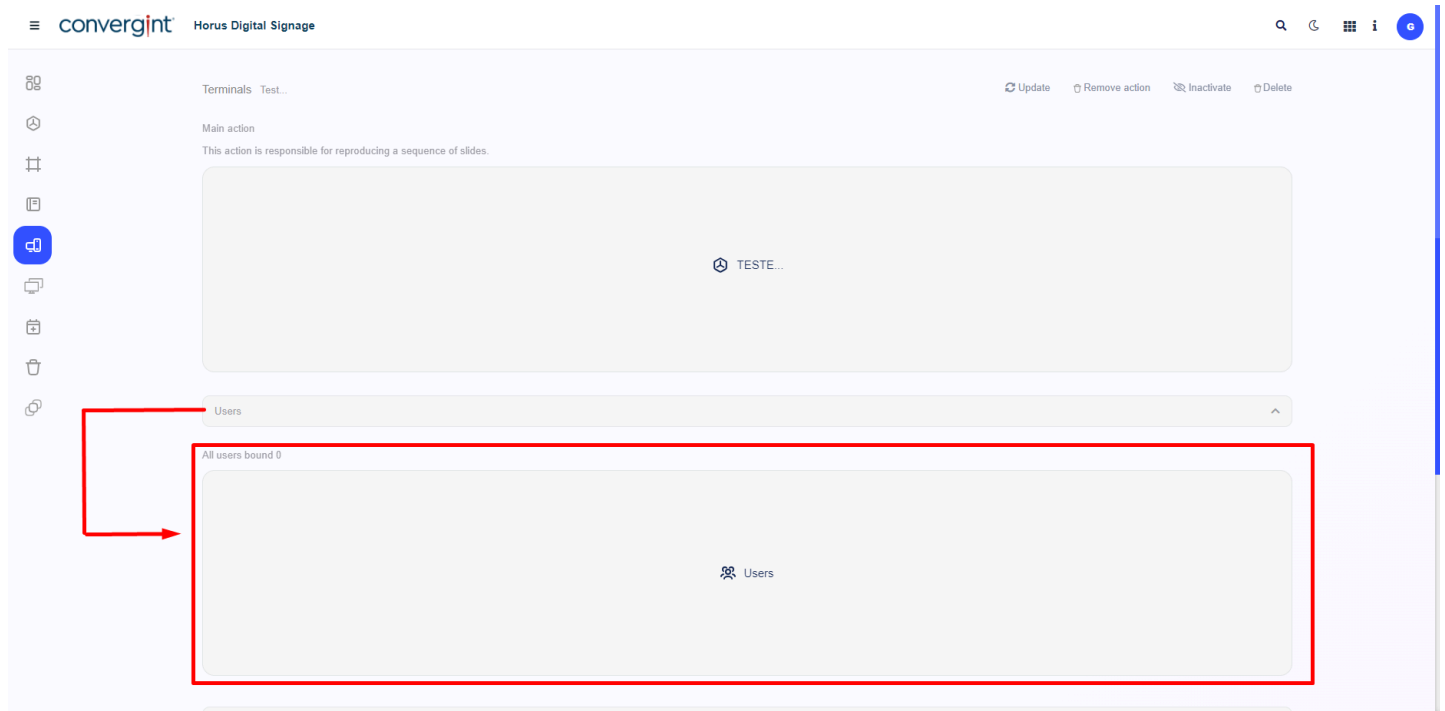 convergint Horus Digital Signage G
Terminals Test... Update Remove action Inactivate Delete
Main action
This action is responsible for reproducing a sequence of slides.
TESTE...
Users
All users bound 0
Users